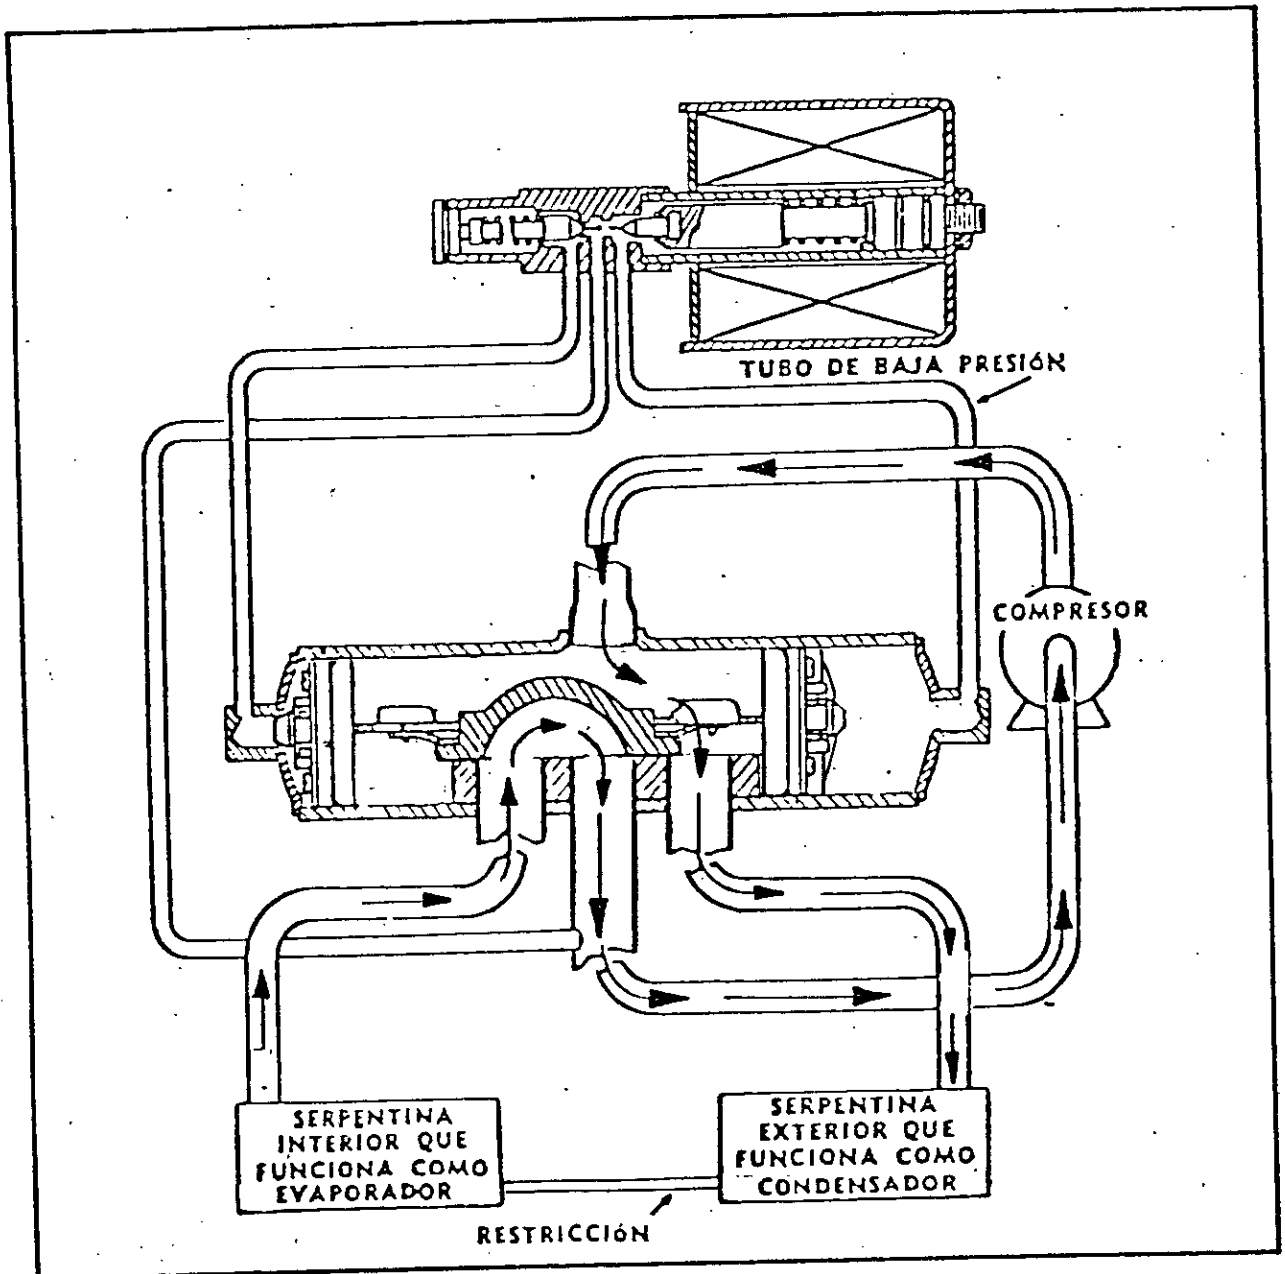 TUBO DE BAJA PRESIÓN
COMPRESOR
SERPENTINA
INTERIOR QUE
FUNCIONA COMO
EVAPORADOR
SERPENTINA
EXTERIOR QUE
FUNCIONA COMO
CONDENSADOR
RESTRICCIÓN